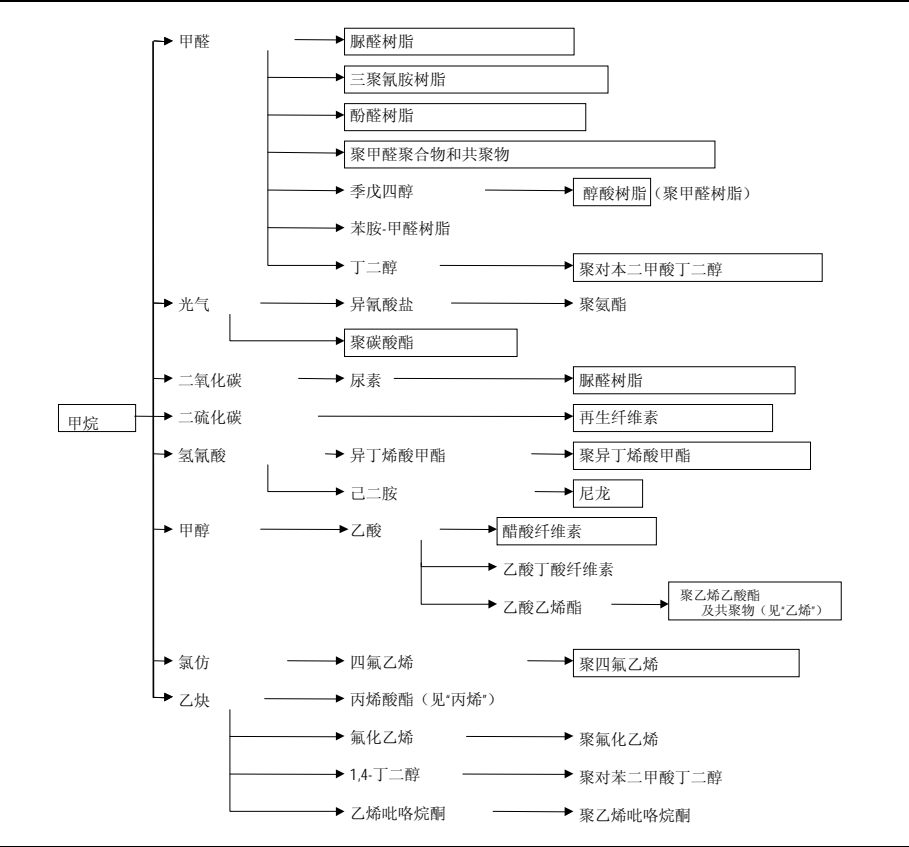 甲醛 脲醛树脂
三聚氰胺树脂
酚醛树脂
聚甲醛聚合物和共聚物
季戊四醇 醇酸树脂（聚甲醛树脂）
苯胺-甲醛树脂
丁二醇 聚对本二甲酸丁二醇
光气 异氰酸盐 聚氨酯
聚碳酸酯
二氧化碳 尿素 脲醛树脂
甲烷 二硫化碳 再生纤维素
氢氰酸 异丁烯酸甲酯 聚异丁烯酸甲酯
己二胺 尼龙
甲醇 乙酸 醋酸纤维素
乙酸丁酸纤维素
乙酸乙烯酯 聚乙烯乙酸酯
及共聚物（见“乙烯”）
氯仿 四氟乙烯 聚四氟乙烯
乙炔 丙烯酸酯（见“丙烯”）
氟化乙烯 聚氟化乙烯
1,4-丁二醇 聚对苯二甲酸丁二醇
乙烯吡咯烷酮 聚乙烯吡咯烷酮